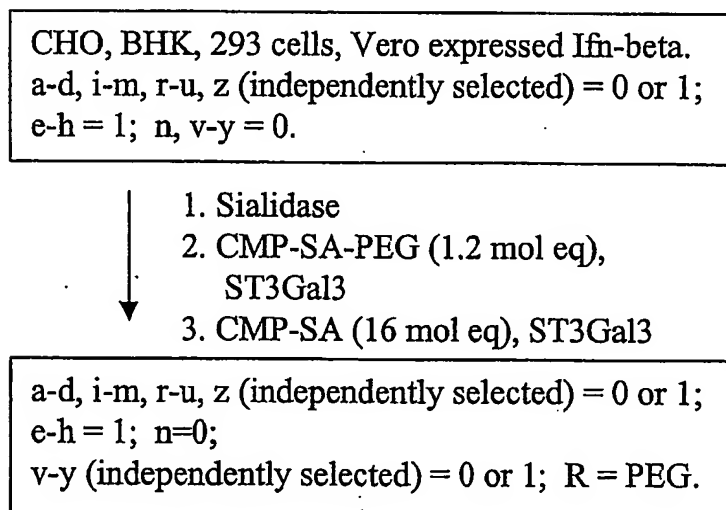 CHO, BHK, 293 cells, Vero expressed Ifn-beta.
a-d, i-m, r-u, z (independently selected) = 0 or 1;
e-h = 1; n, v-y = 0.
1. Sialidase
2. CMP-SA-PEG (1.2 mol eq),
ST3Gal3
3. CMP-SA (16 mol eq), ST3Gal3
a-d, i-m, r-u, z (independently selected) = 0 or 1;
e-h = 1; n=0;
v-y (independently selected) = 0 or 1; R = PEG.